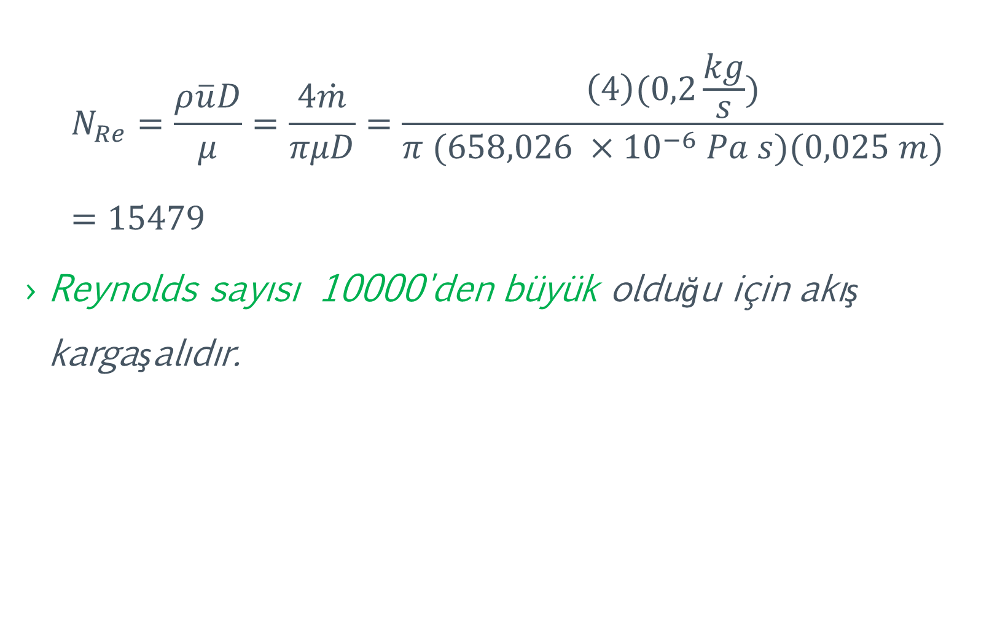 N_Re = ρūD/μ = 4ṁ/πμD = (4)(0,2 kg/s) / π (658,026 × 10⁻⁶ Pa s)(0,025 m)
= 15479
› Reynolds sayısı 10000'den büyük olduğu için akış
kargaşalıdır.